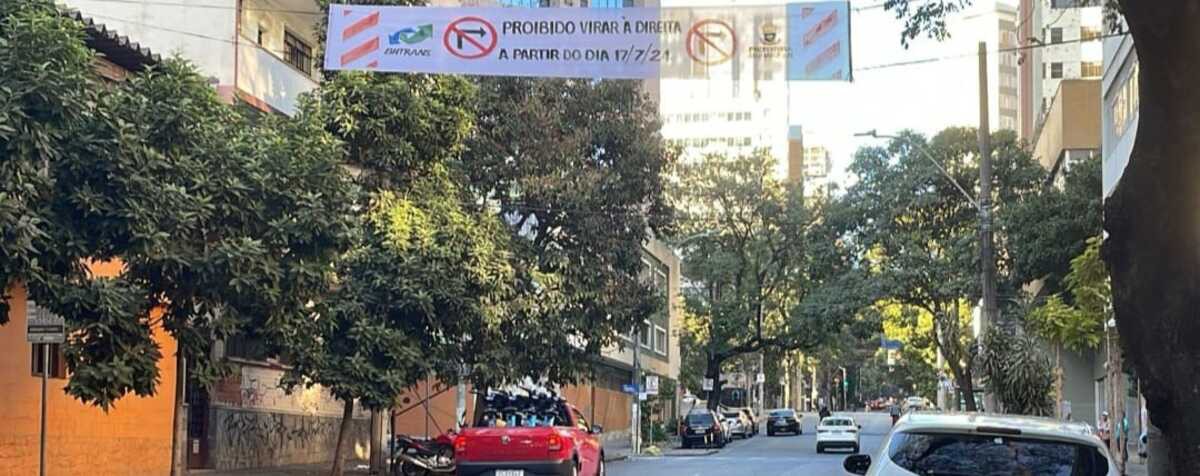 PROIBIDO VIRAR À DIREITA
BHTRANS
A PARTIR DO DIA 17/7/21